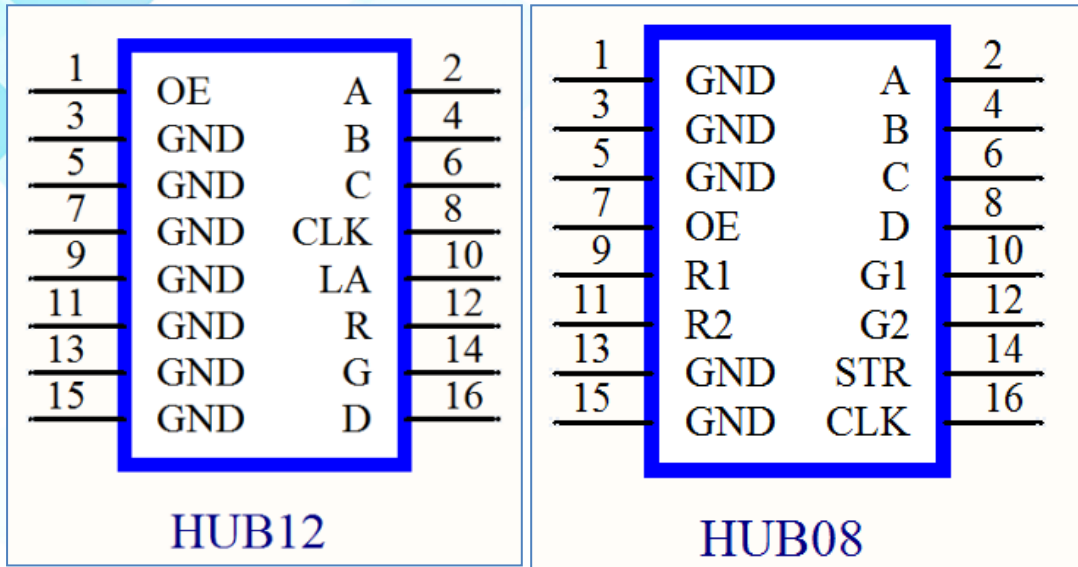 1 OE A 2
3 GND B 4
5 GND C 6
7 GND CLK 8
9 GND LA 10
11 GND R 12
13 GND G 14
15 GND D 16
HUB12
1 GND A 2
3 GND B 4
5 GND C 6
7 OE D 8
9 R1 G1 10
11 R2 G2 12
13 GND STR 14
15 GND CLK 16
HUB08